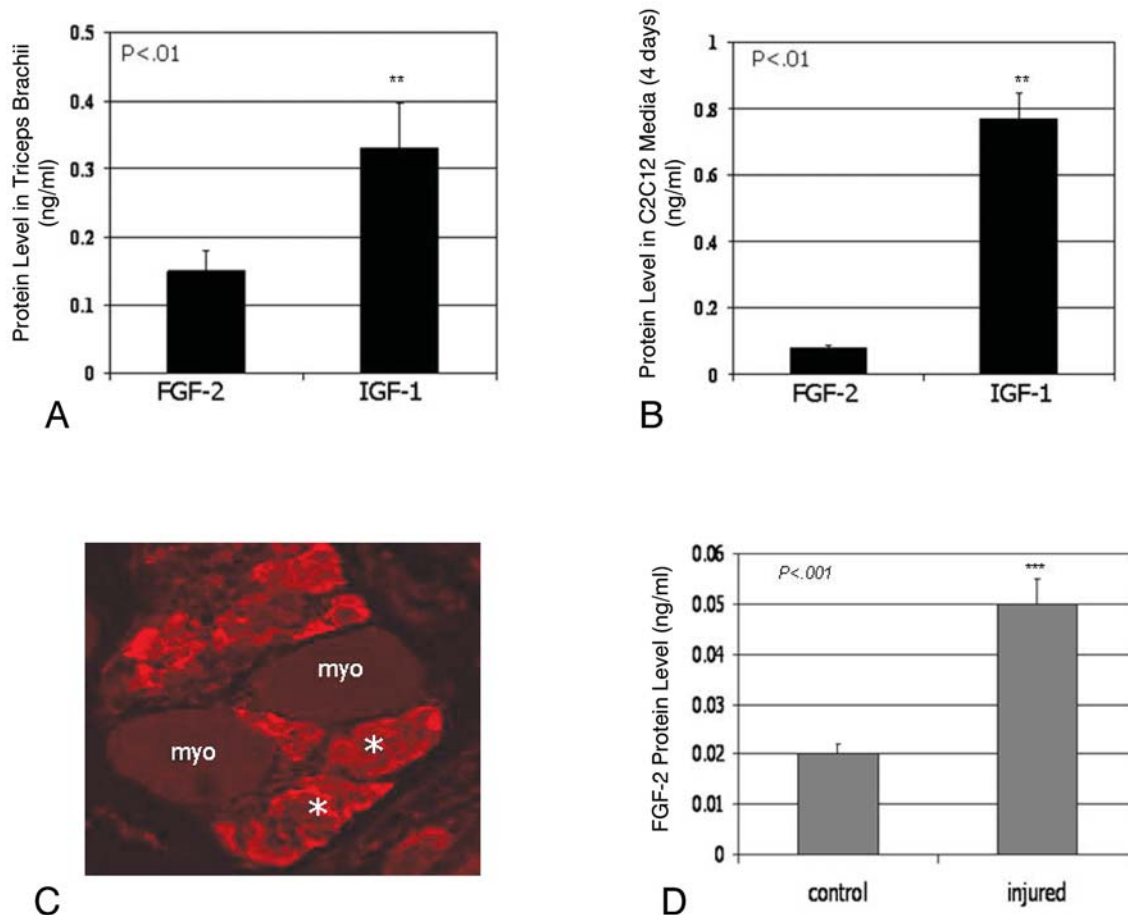 Protein Level in Triceps Brachii
(ng/ml)
0.5
0.4
0.3
0.2
0.1
0
P<.01
**
FGF-2
IGF-1
A
Protein Level in C2C12 Media (4 days)
(ng/ml)
1
0.8
0.6
0.4
0.2
0
P<.01
**
FGF-2
IGF-1
B
myo
myo
*
*
C
FGF-2 Protein Level (ng/ml)
0.06
0.05
0.04
0.03
0.02
0.01
0
P<.001
***
control
injured
D